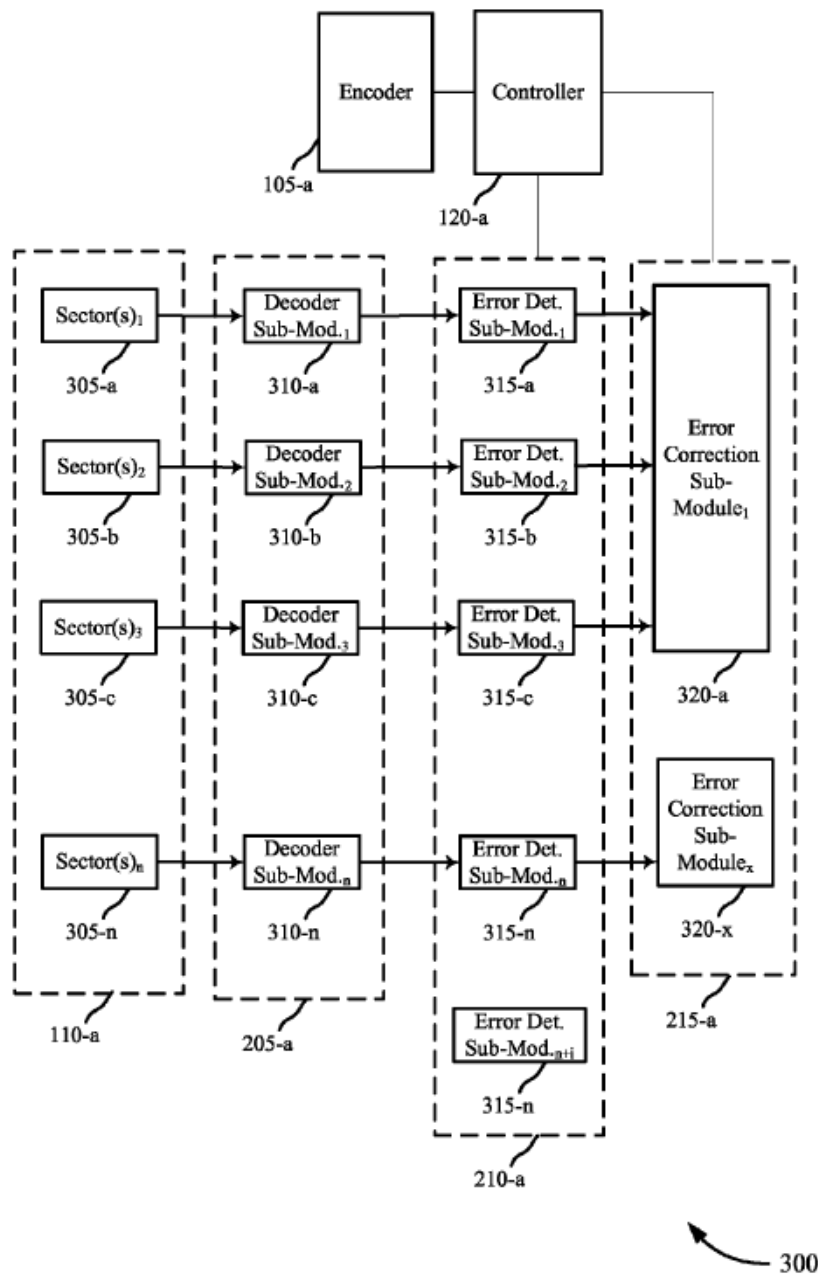 Encoder
Controller
105-a
120-a
Sector(s)₁
Decoder
Sub-Mod.₁
Error Det.
Sub-Mod.₁
305-a
310-a
315-a
Sector(s)₂
Decoder
Sub-Mod.₂
Error Det.
Sub-Mod.₂
Error
Correction
Sub-
Module₁
305-b
310-b
315-b
Sector(s)₃
Decoder
Sub-Mod.₃
Error Det.
Sub-Mod.₃
305-c
310-c
315-c
320-a
Sector(s)ₙ
Decoder
Sub-Mod.ₙ
Error Det.
Sub-Mod.ₙ
Error
Correction
Sub-
Moduleₓ
305-n
310-n
315-n
320-x
110-a
205-a
Error Det.
Sub-Mod.ₙ₊ᵢ
215-a
315-n
210-a
300